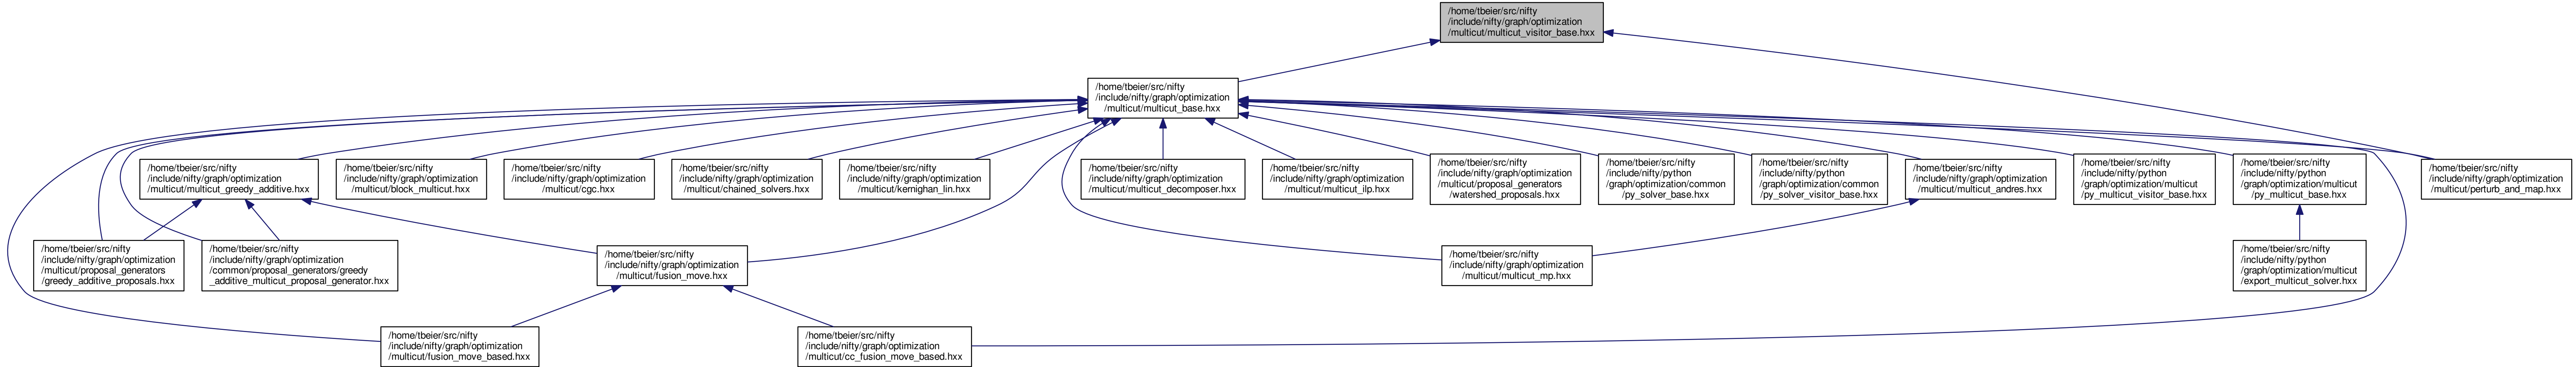 /home/tbeier/src/nifty
/include/nifty/graph/optimization
/multicut/multicut_visitor_base.hxx
/home/tbeier/src/nifty
/include/nifty/graph/optimization
/multicut/multicut_base.hxx
/home/tbeier/src/nifty
/include/nifty/graph/optimization
/multicut/multicut_greedy_additive.hxx
/home/tbeier/src/nifty
/include/nifty/graph/optimization
/multicut/block_multicut.hxx
/home/tbeier/src/nifty
/include/nifty/graph/optimization
/multicut/cgc.hxx
/home/tbeier/src/nifty
/include/nifty/graph/optimization
/multicut/chained_solvers.hxx
/home/tbeier/src/nifty
/include/nifty/graph/optimization
/multicut/kernighan_lin.hxx
/home/tbeier/src/nifty
/include/nifty/graph/optimization
/multicut/multicut_decomposer.hxx
/home/tbeier/src/nifty
/include/nifty/graph/optimization
/multicut/multicut_ilp.hxx
/home/tbeier/src/nifty
/include/nifty/graph/optimization
/multicut/proposal_generators
/watershed_proposals.hxx
/home/tbeier/src/nifty
/include/nifty/python
/graph/optimization/common
/py_solver_base.hxx
/home/tbeier/src/nifty
/include/nifty/python
/graph/optimization/common
/py_solver_visitor_base.hxx
/home/tbeier/src/nifty
/include/nifty/graph/optimization
/multicut/multicut_andres.hxx
/home/tbeier/src/nifty
/include/nifty/python
/graph/optimization/multicut
/py_multicut_visitor_base.hxx
/home/tbeier/src/nifty
/include/nifty/python
/graph/optimization/multicut
/py_multicut_base.hxx
/home/tbeier/src/nifty
/include/nifty/graph/optimization
/multicut/perturb_and_map.hxx
/home/tbeier/src/nifty
/include/nifty/graph/optimization
/multicut/proposal_generators
/greedy_additive_proposals.hxx
/home/tbeier/src/nifty
/include/nifty/graph/optimization
/common/proposal_generators/greedy
_additive_multicut_proposal_generator.hxx
/home/tbeier/src/nifty
/include/nifty/graph/optimization
/multicut/fusion_move.hxx
/home/tbeier/src/nifty
/include/nifty/graph/optimization
/multicut/multicut_mp.hxx
/home/tbeier/src/nifty
/include/nifty/python
/graph/optimization/multicut
/export_multicut_solver.hxx
/home/tbeier/src/nifty
/include/nifty/graph/optimization
/multicut/fusion_move_based.hxx
/home/tbeier/src/nifty
/include/nifty/graph/optimization
/multicut/cc_fusion_move_based.hxx